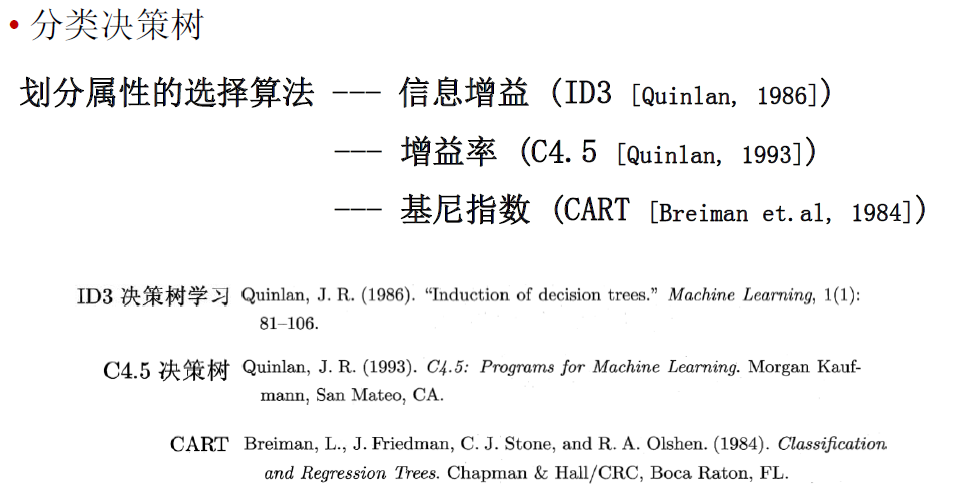 • 分类决策树
划分属性的选择算法 --- 信息增益 (ID3 [Quinlan, 1986])
--- 增益率 (C4.5 [Quinlan, 1993])
--- 基尼指数 (CART [Breiman et.al, 1984])
ID3 决策树学习 Quinlan, J. R. (1986). “Induction of decision trees.” Machine Learning, 1(1):
81–106.
C4.5 决策树 Quinlan, J. R. (1993). C4.5: Programs for Machine Learning. Morgan Kauf-
mann, San Mateo, CA.
CART Breiman, L., J. Friedman, C. J. Stone, and R. A. Olshen. (1984). Classification
and Regression Trees. Chapman & Hall/CRC, Boca Raton, FL.